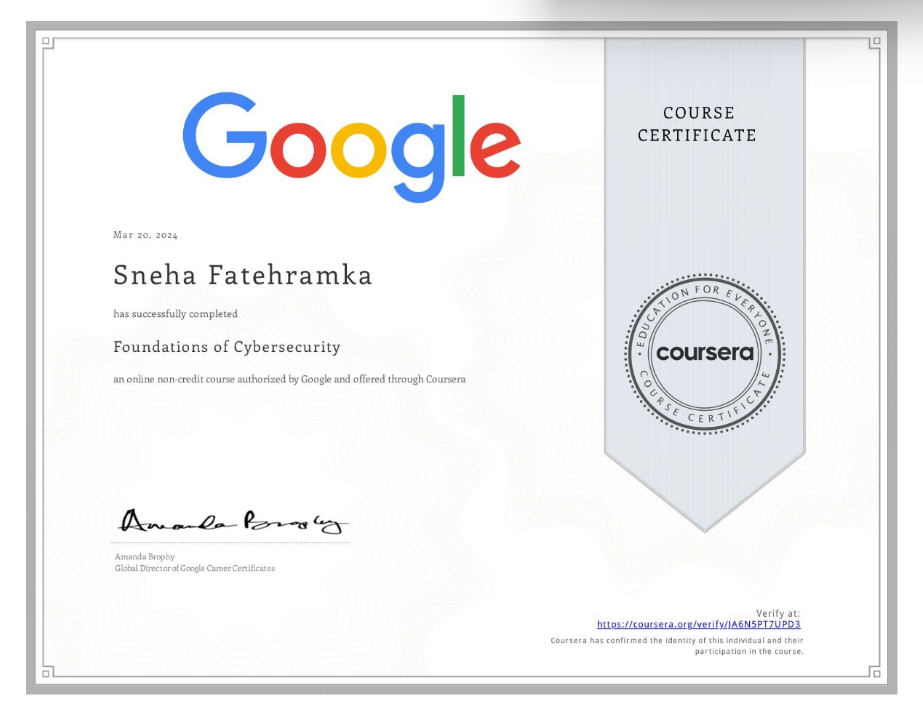 Google
COURSE
CERTIFICATE
Mar 20, 2024
Sneha Fatehramka
has successfully completed
Foundations of Cybersecurity
an online non-credit course authorized by Google and offered through Coursera
EDUCATION FOR EVERYONE
coursera
COURSE CERTIFICATE
Amanda Brophy
Amanda Brophy
Global Director of Google Career Certificates
Verify at:
https://coursera.org/verify/JA6N5PT7UPD3
Coursera has confirmed the identity of this individual and their
participation in the course.